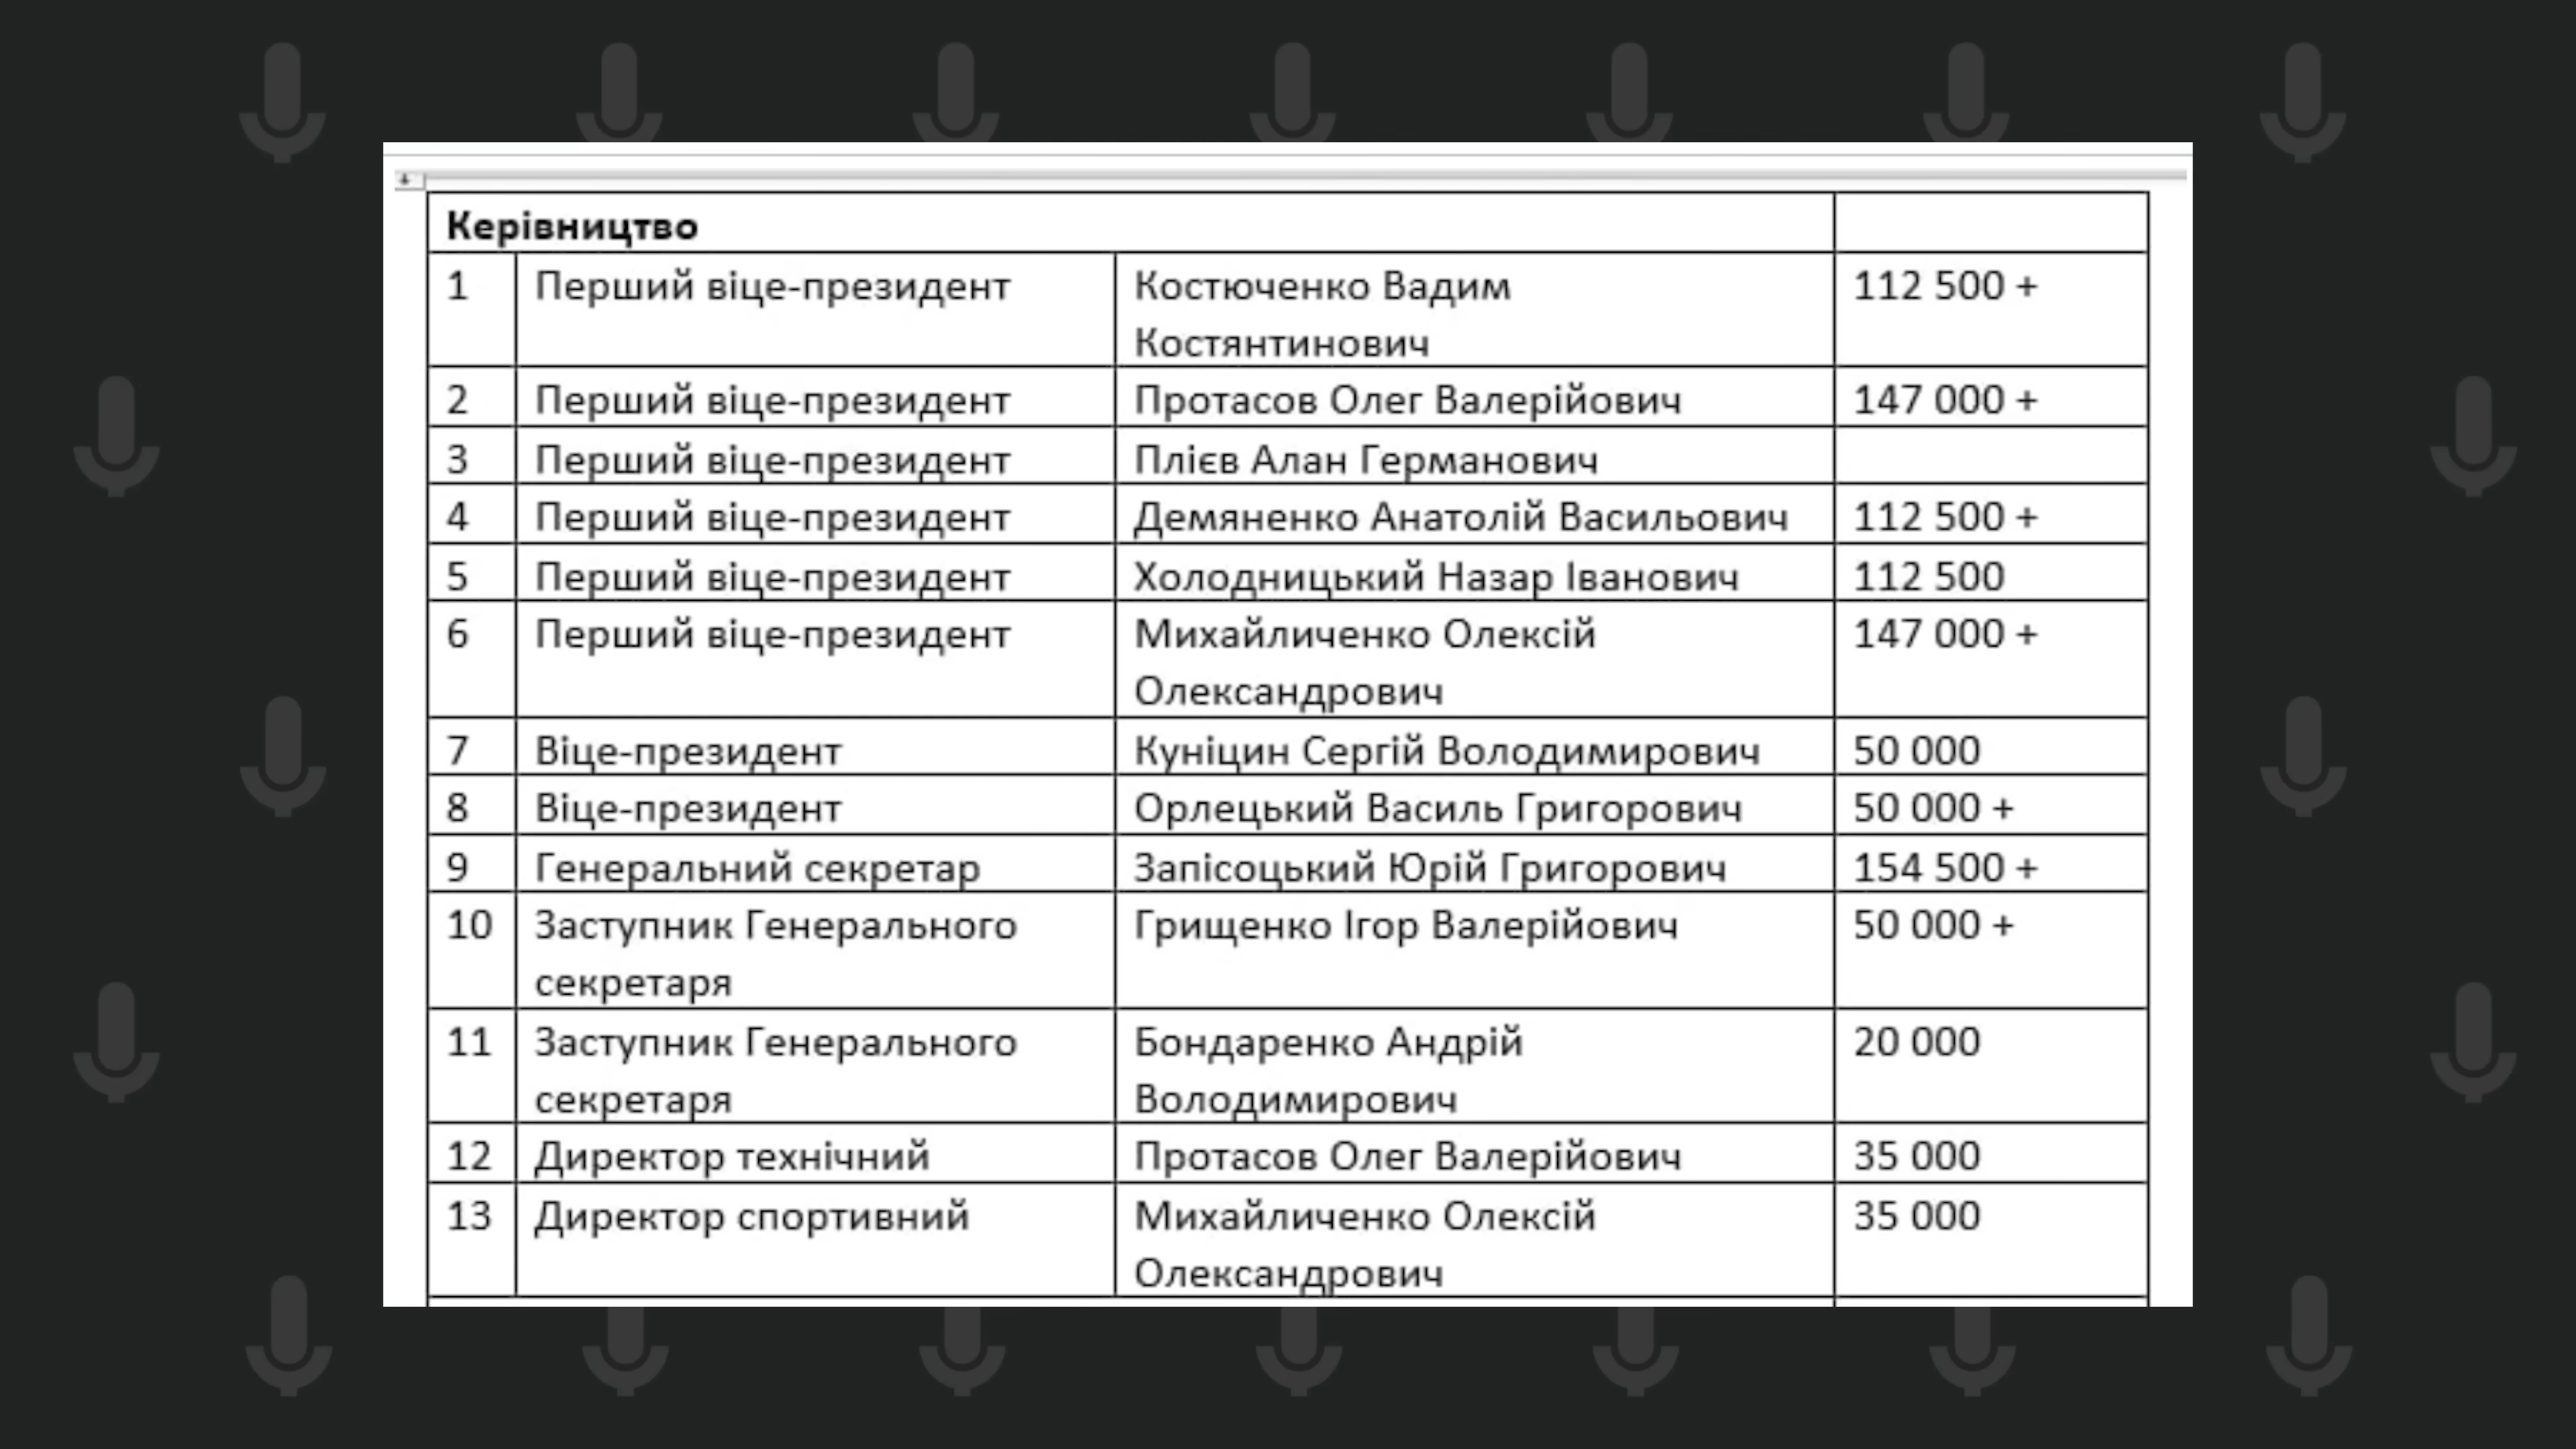 Керівництво
1 Перший віце-президент Костюченко Вадим 112 500 +
Костянтинович
2 Перший віце-президент Протасов Олег Валерійович 147 000 +
3 Перший віце-президент Плієв Алан Германович
4 Перший віце-президент Демяненко Анатолій Васильович 112 500 +
5 Перший віце-президент Холодницький Назар Іванович 112 500
6 Перший віце-президент Михайличенко Олексій 147 000 +
Олександрович
7 Віце-президент Куніцин Сергій Володимирович 50 000
8 Віце-президент Орлецький Василь Григорович 50 000 +
9 Генеральний секретар Запісоцький Юрій Григорович 154 500 +
10 Заступник Генерального Грищенко Ігор Валерійович 50 000 +
секретаря
11 Заступник Генерального Бондаренко Андрій 20 000
секретаря Володимирович
12 Директор технічний Протасов Олег Валерійович 35 000
13 Директор спортивний Михайличенко Олексій 35 000
Олександрович